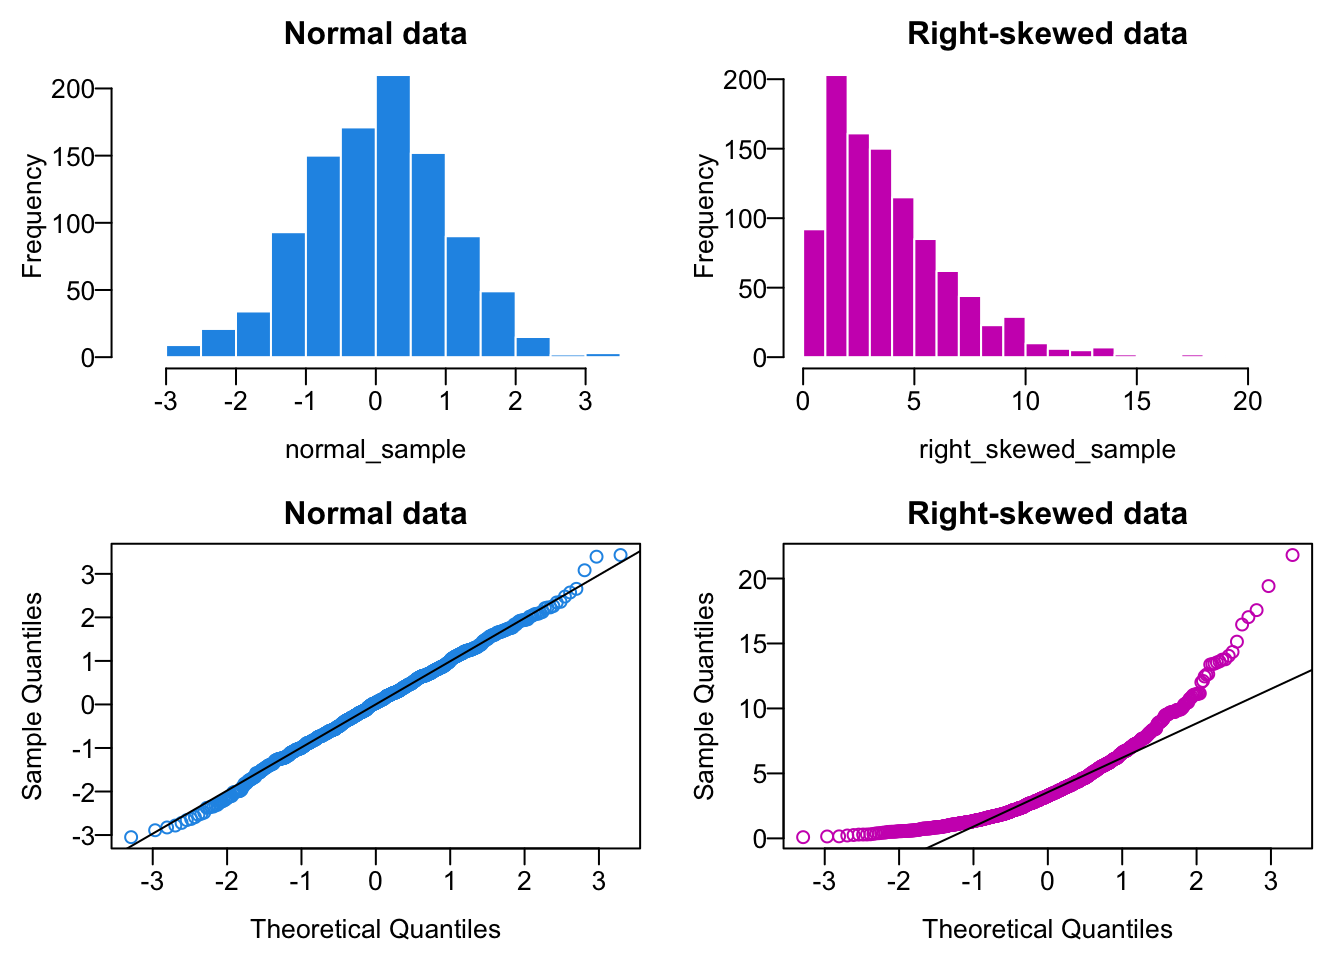 Normal data
Frequency
200
150
100
50
0
-3 -2 -1 0 1 2 3
normal_sample
Right-skewed data
Frequency
200
150
100
50
0
0 5 10 15 20
right_skewed_sample
Normal data
Sample Quantiles
3
2
1
0
-1
-2
-3
-3 -2 -1 0 1 2 3
Theoretical Quantiles
Right-skewed data
Sample Quantiles
20
15
10
5
0
-3 -2 -1 0 1 2 3
Theoretical Quantiles